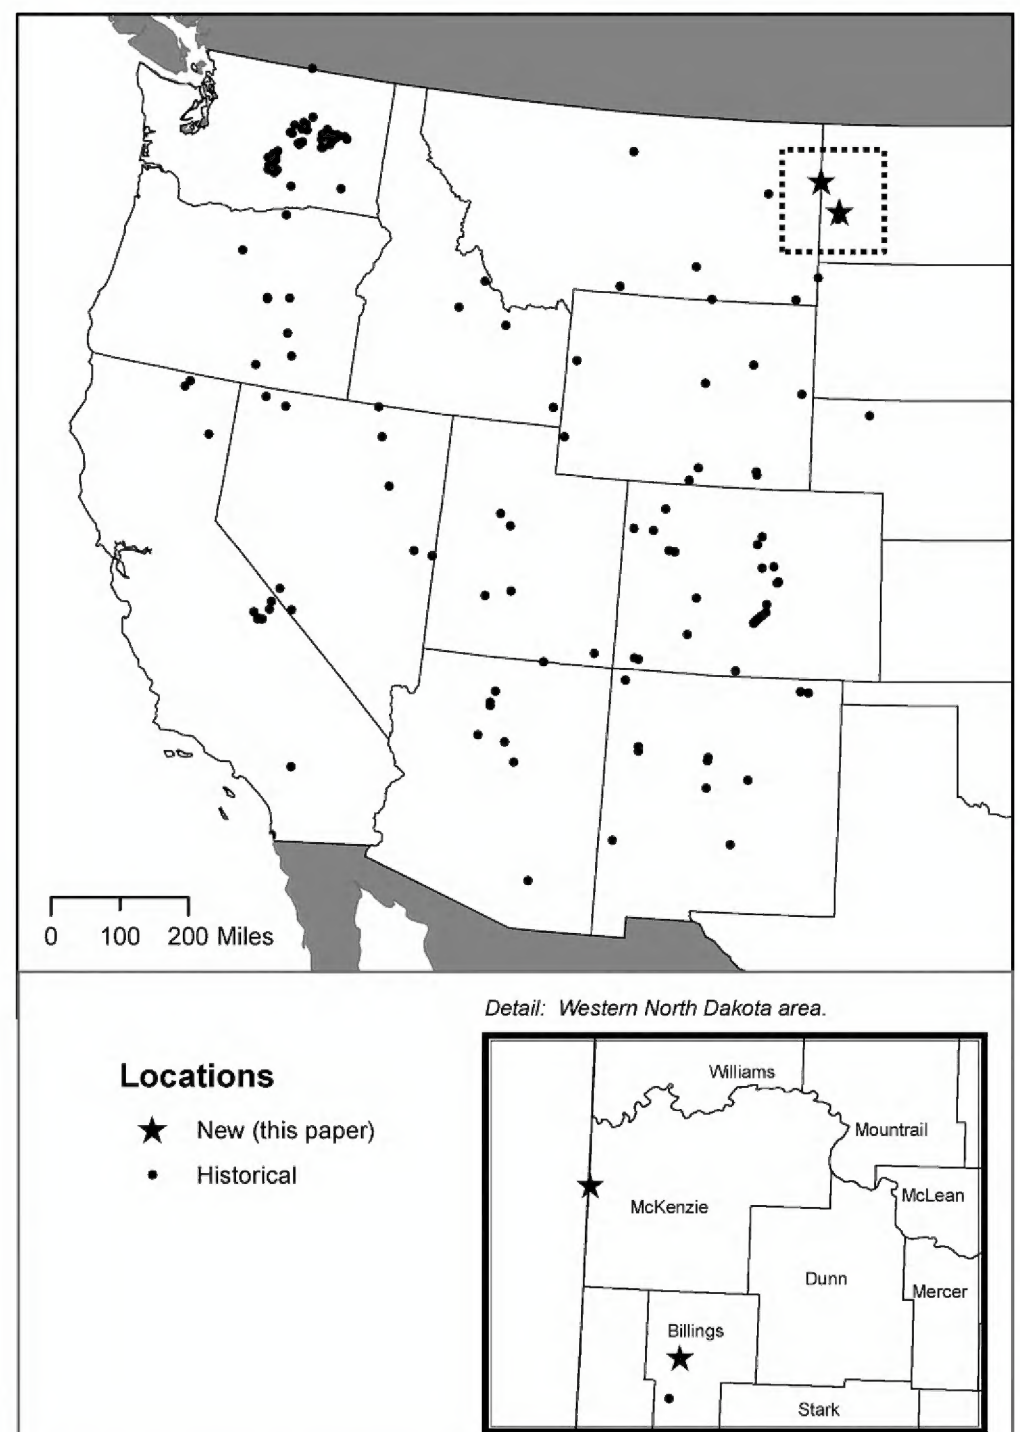 0 100 200 Miles
Detail: Western North Dakota area.
Locations
New (this paper)
Historical
Williams
Mountrail
McLean
McKenzie
Dunn
Mercer
Billings
Stark